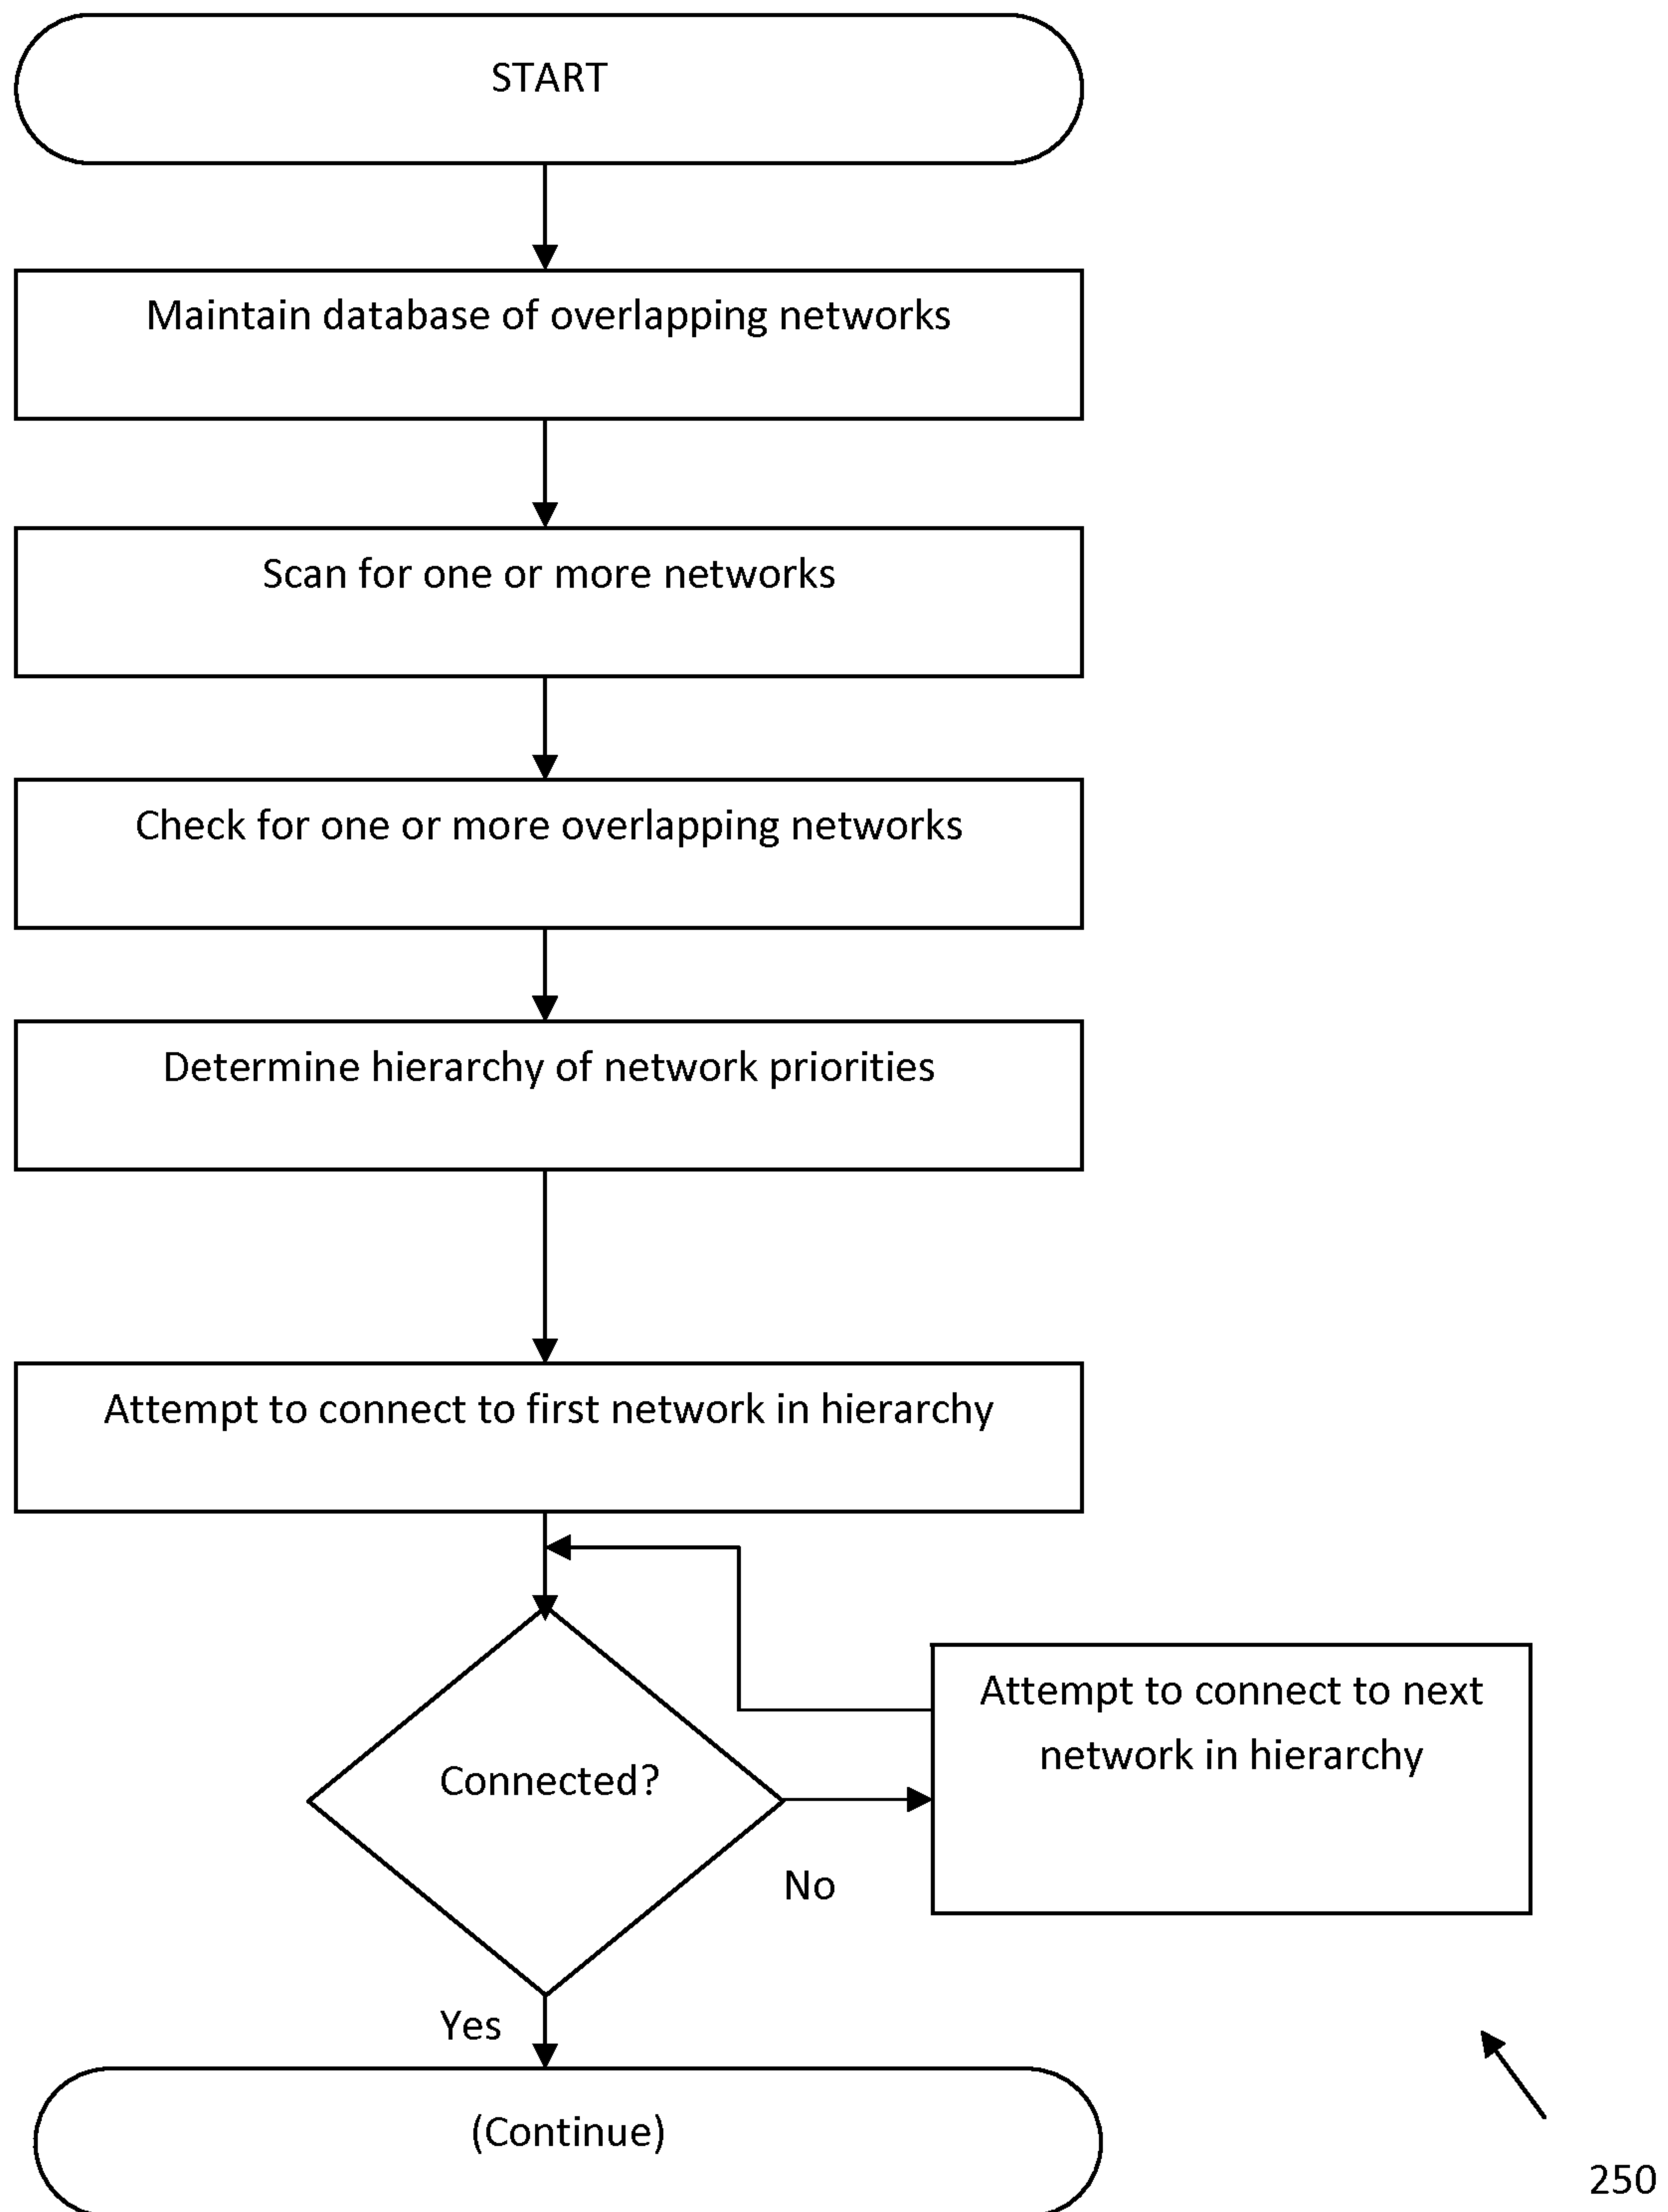 START
Maintain database of overlapping networks
Scan for one or more networks
Check for one or more overlapping networks
Determine hierarchy of network priorities
Attempt to connect to first network in hierarchy
Attempt to connect to next
network in hierarchy
Connected?
No
Yes
(Continue)
250